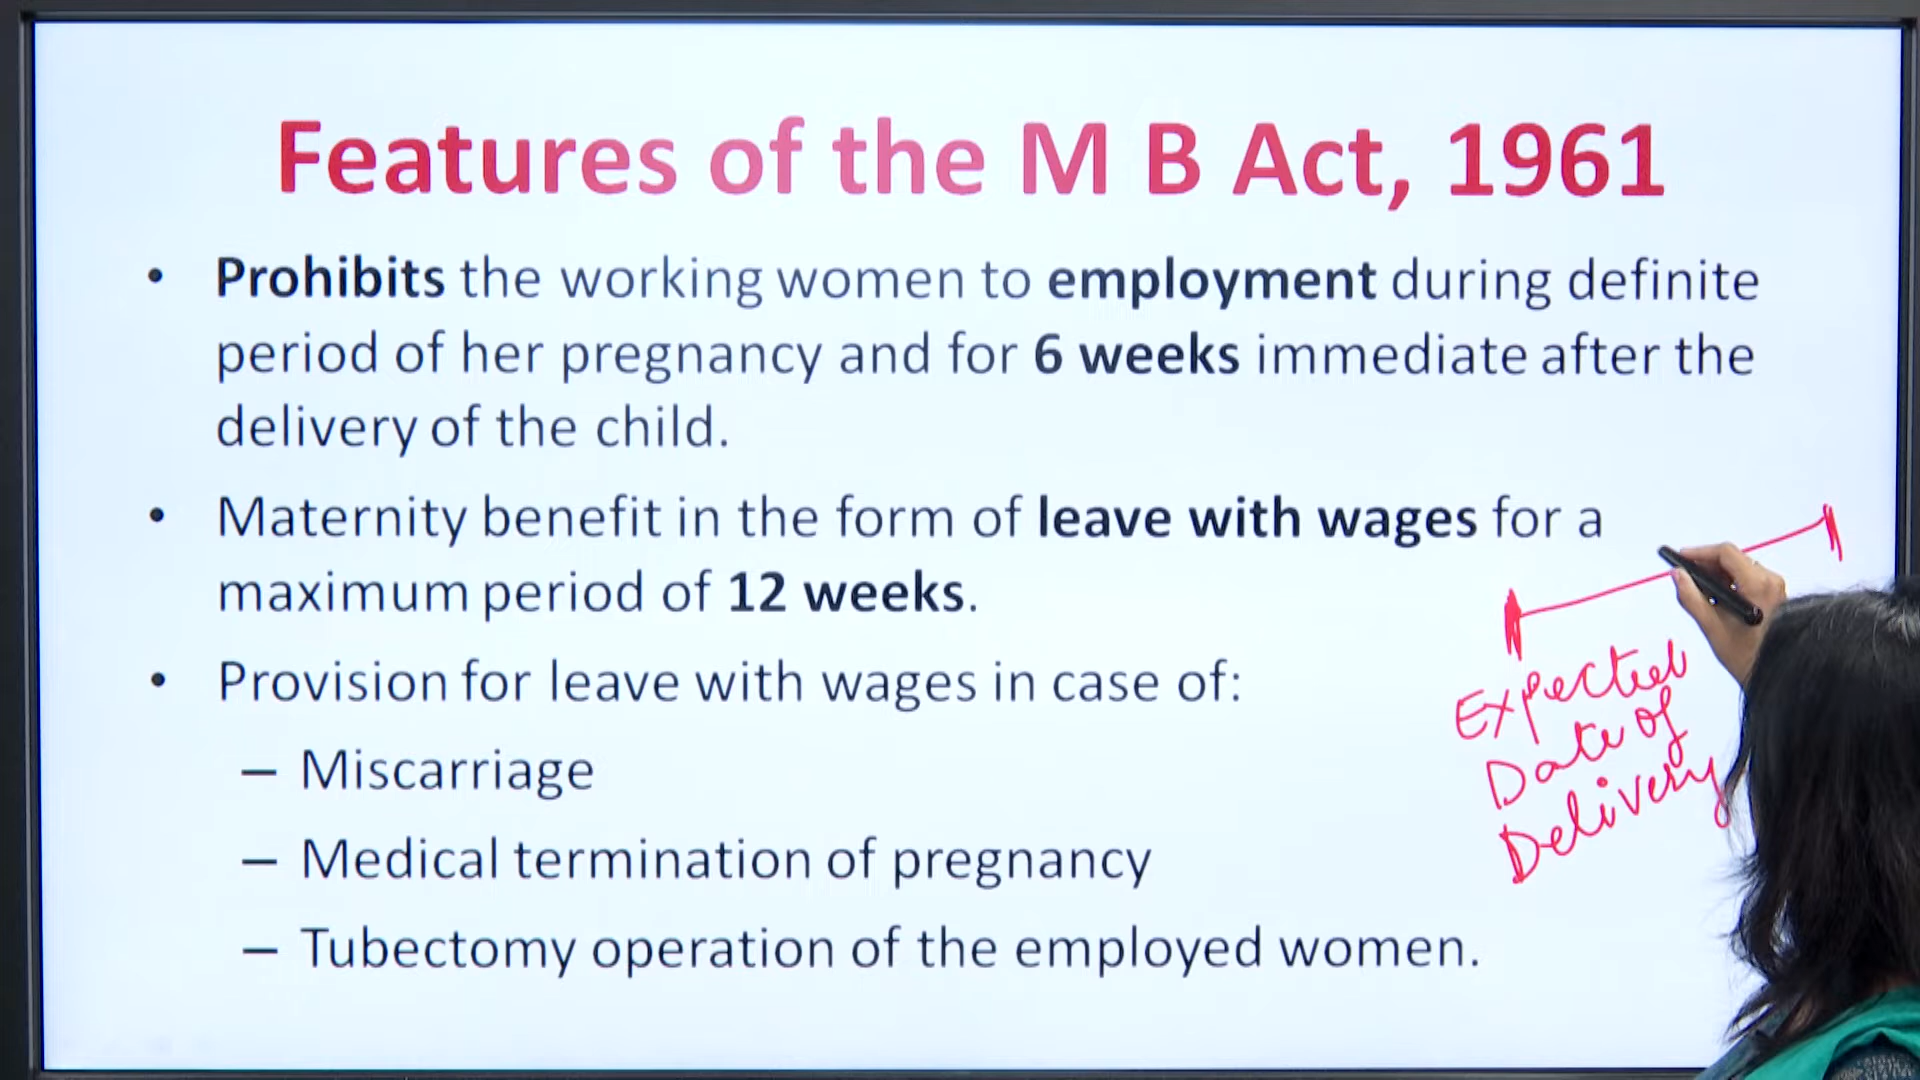 Features of the M B Act, 1961
• Prohibits the working women to employment during definite
period of her pregnancy and for 6 weeks immediate after the
delivery of the child.
• Maternity benefit in the form of leave with wages for a
maximum period of 12 weeks.
• Provision for leave with wages in case of:
– Miscarriage
– Medical termination of pregnancy
– Tubectomy operation of the employed women.
Expected
Date of
Delivery